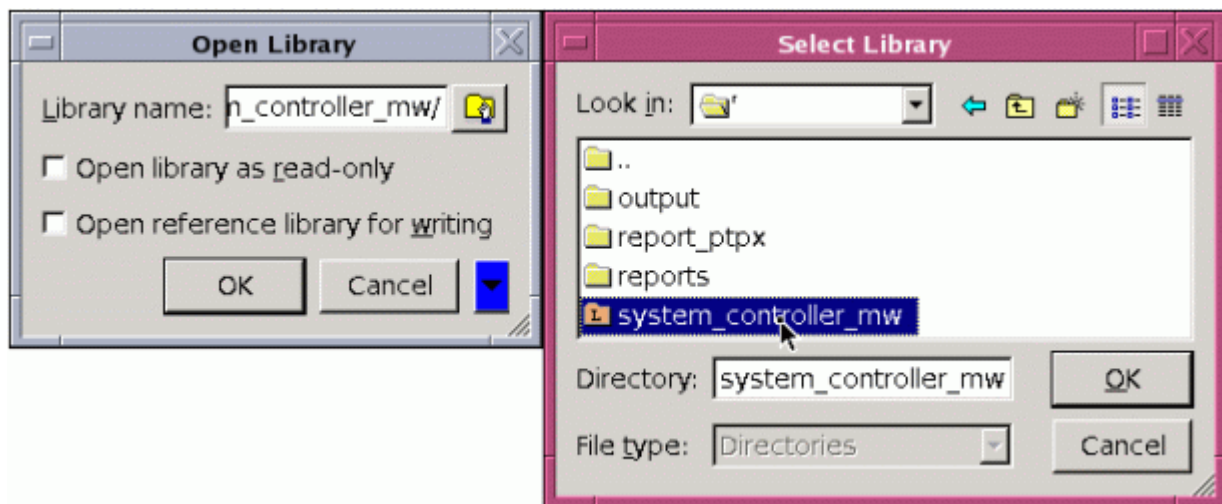 Open Library
Library name: n_controller_mw/
Open library as read-only
Open reference library for writing
OK Cancel
Select Library
Look in: '
..
output
report_ptpx
reports
L system_controller_mw
Directory: system_controller_mw OK
File type: Directories Cancel